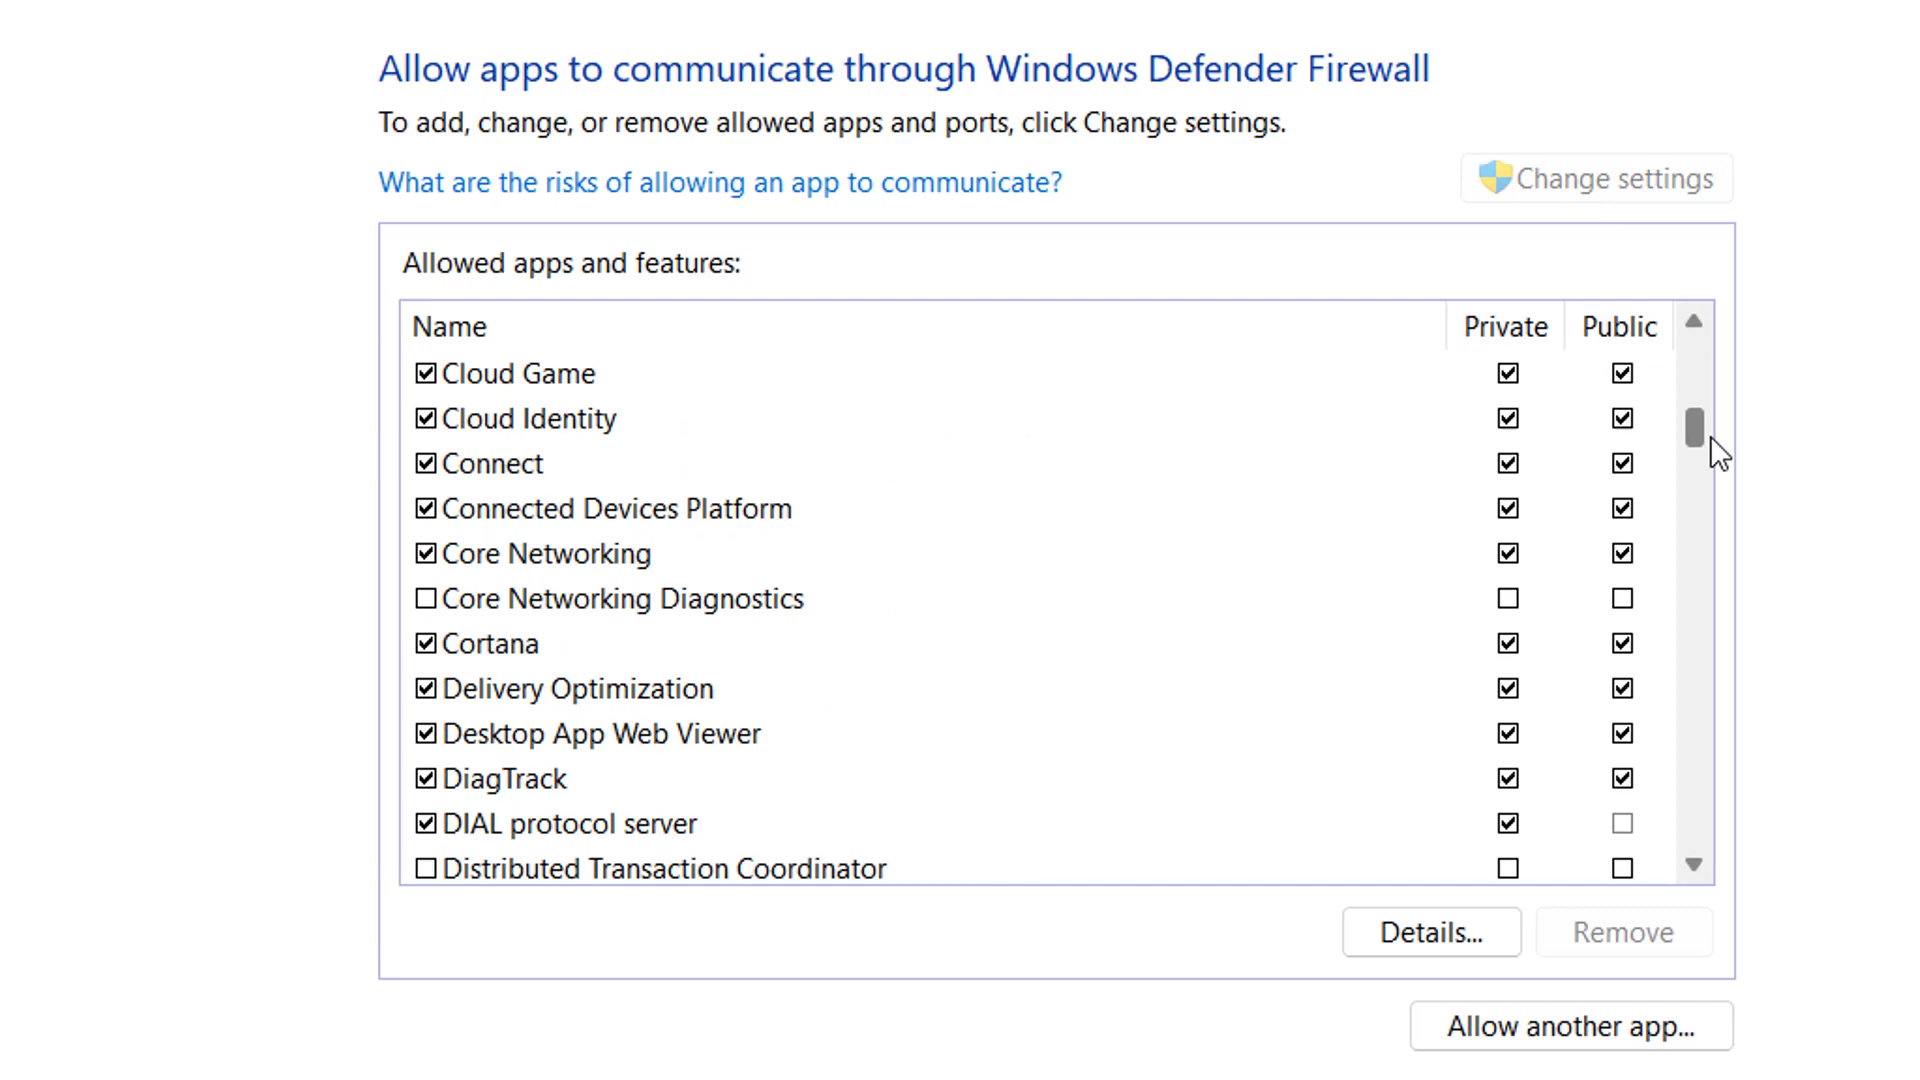 Allow apps to communicate through Windows Defender Firewall
To add, change, or remove allowed apps and ports, click Change settings.
What are the risks of allowing an app to communicate?
Change settings
Allowed apps and features:
Name Private Public
Cloud Game
Cloud Identity
Connect
Connected Devices Platform
Core Networking
Core Networking Diagnostics
Cortana
Delivery Optimization
Desktop App Web Viewer
DiagTrack
DIAL protocol server
Distributed Transaction Coordinator
Details... Remove
Allow another app...